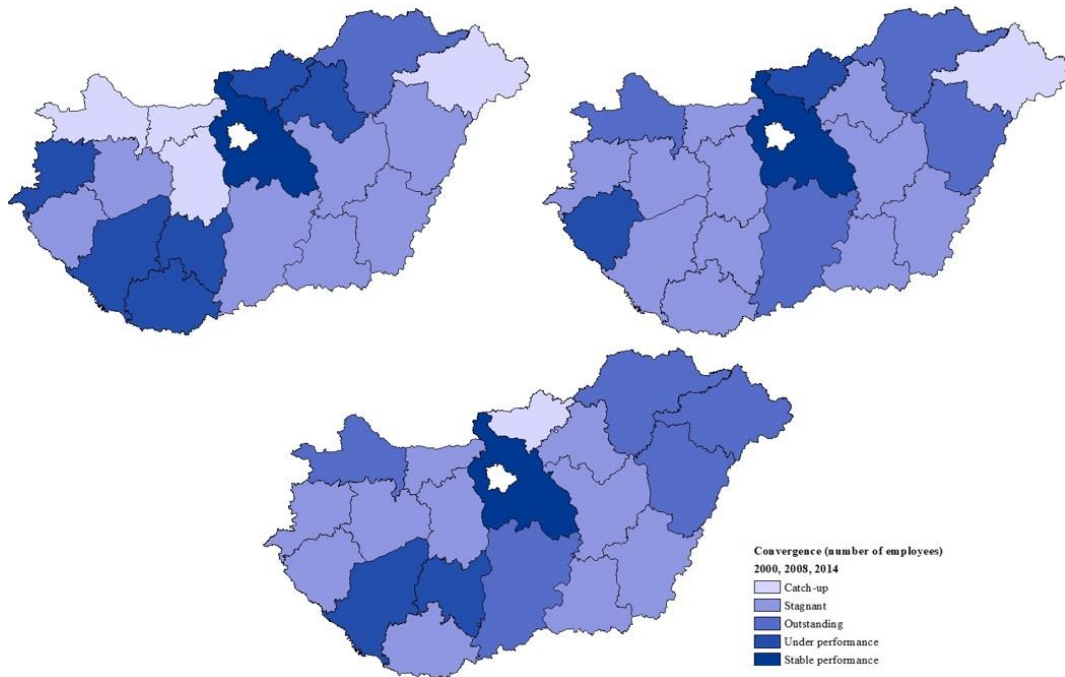 Convergence (number of employees)
2000, 2008, 2014
Catch-up
Stagnant
Outstanding
Under performance
Stable performance